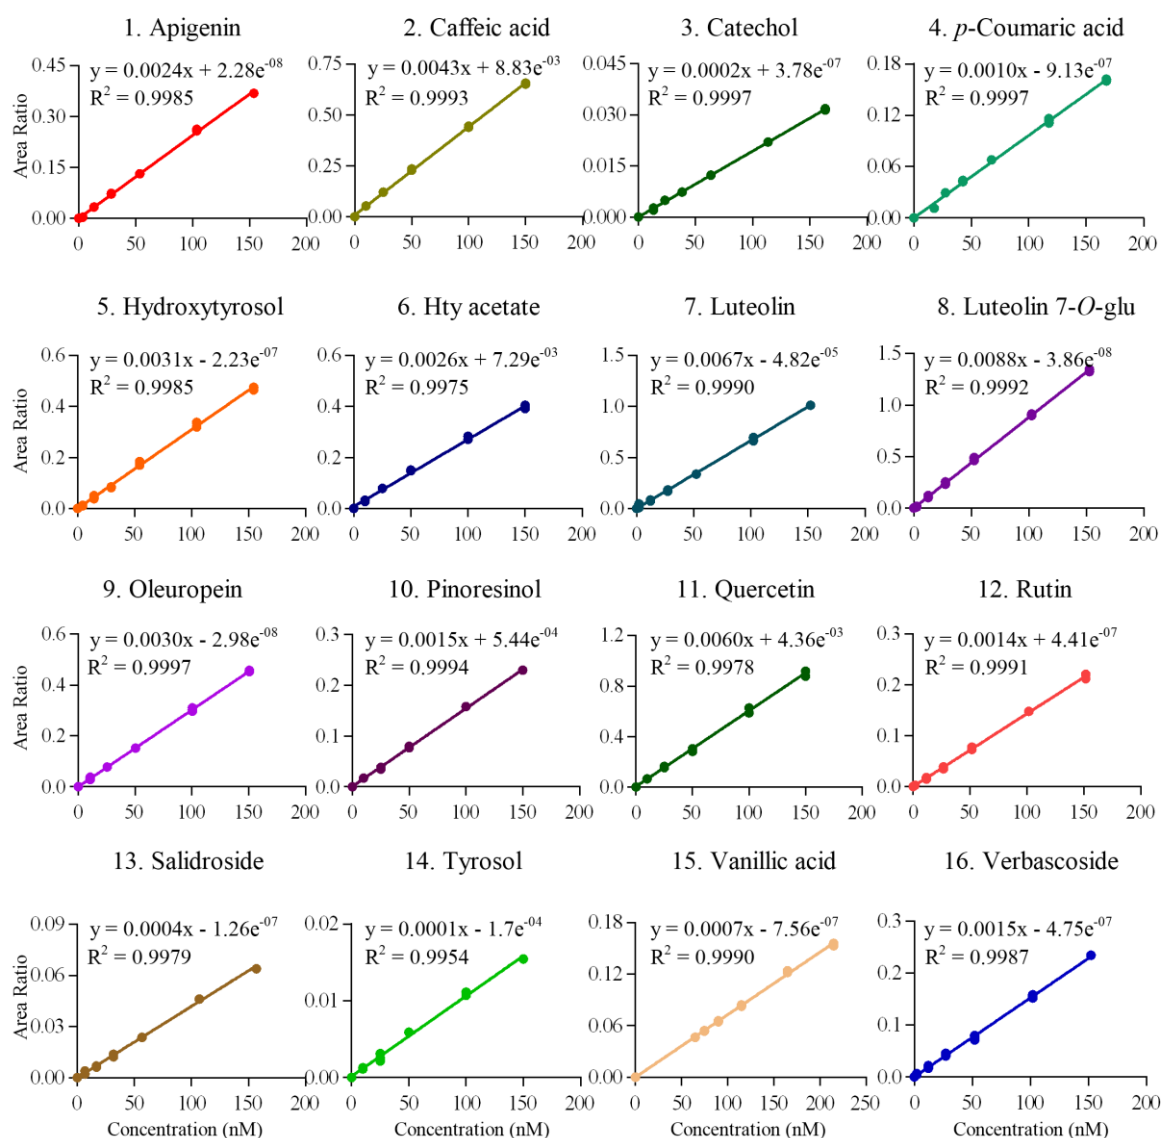 1. Apigenin
y = 0.0024x + 2.28e-08
R2 = 0.9985
Area Ratio
0.45
0.30
0.15
0.00
0 50 100 150 200
2. Caffeic acid
y = 0.0043x + 8.83e-03
R2 = 0.9993
0.75
0.50
0.25
0.00
0 50 100 150 200
3. Catechol
y = 0.0002x + 3.78e-07
R2 = 0.9997
0.045
0.030
0.015
0.000
0 50 100 150 200
4. p-Coumaric acid
y = 0.0010x - 9.13e-07
R2 = 0.9997
0.18
0.12
0.06
0.00
0 50 100 150 200
5. Hydroxytyrosol
y = 0.0031x - 2.23e-07
R2 = 0.9985
Area Ratio
0.6
0.4
0.2
0.0
0 50 100 150 200
6. Hty acetate
y = 0.0026x + 7.29e-03
R2 = 0.9975
0.6
0.4
0.2
0.0
0 50 100 150 200
7. Luteolin
y = 0.0067x - 4.82e-05
R2 = 0.9990
1.5
1.0
0.5
0.0
0 50 100 150 200
8. Luteolin 7-O-glu
y = 0.0088x - 3.86e-08
R2 = 0.9992
1.5
1.0
0.5
0.0
0 50 100 150 200
9. Oleuropein
y = 0.0030x - 2.98e-08
R2 = 0.9997
Area Ratio
0.6
0.4
0.2
0.0
0 50 100 150 200
10. Pinoresinol
y = 0.0015x + 5.44e-04
R2 = 0.9994
0.3
0.2
0.1
0.0
0 50 100 150 200
11. Quercetin
y = 0.0060x + 4.36e-03
R2 = 0.9978
1.2
0.8
0.4
0.0
0 50 100 150 200
12. Rutin
y = 0.0014x + 4.41e-07
R2 = 0.9991
0.3
0.2
0.1
0.0
0 50 100 150 200
13. Salidroside
y = 0.0004x - 1.26e-07
R2 = 0.9979
Area Ratio
0.09
0.06
0.03
0.00
0 50 100 150 200
Concentration (nM)
14. Tyrosol
y = 0.0001x - 1.7e-04
R2 = 0.9954
0.02
0.01
0.00
0 50 100 150 200
Concentration (nM)
15. Vanillic acid
y = 0.0007x - 7.56e-07
R2 = 0.9990
0.18
0.12
0.06
0.00
0 50 100 150 200 250
Concentration (nM)
16. Verbascoside
y = 0.0015x - 4.75e-07
R2 = 0.9987
0.3
0.2
0.1
0.0
0 50 100 150 200
Concentration (nM)